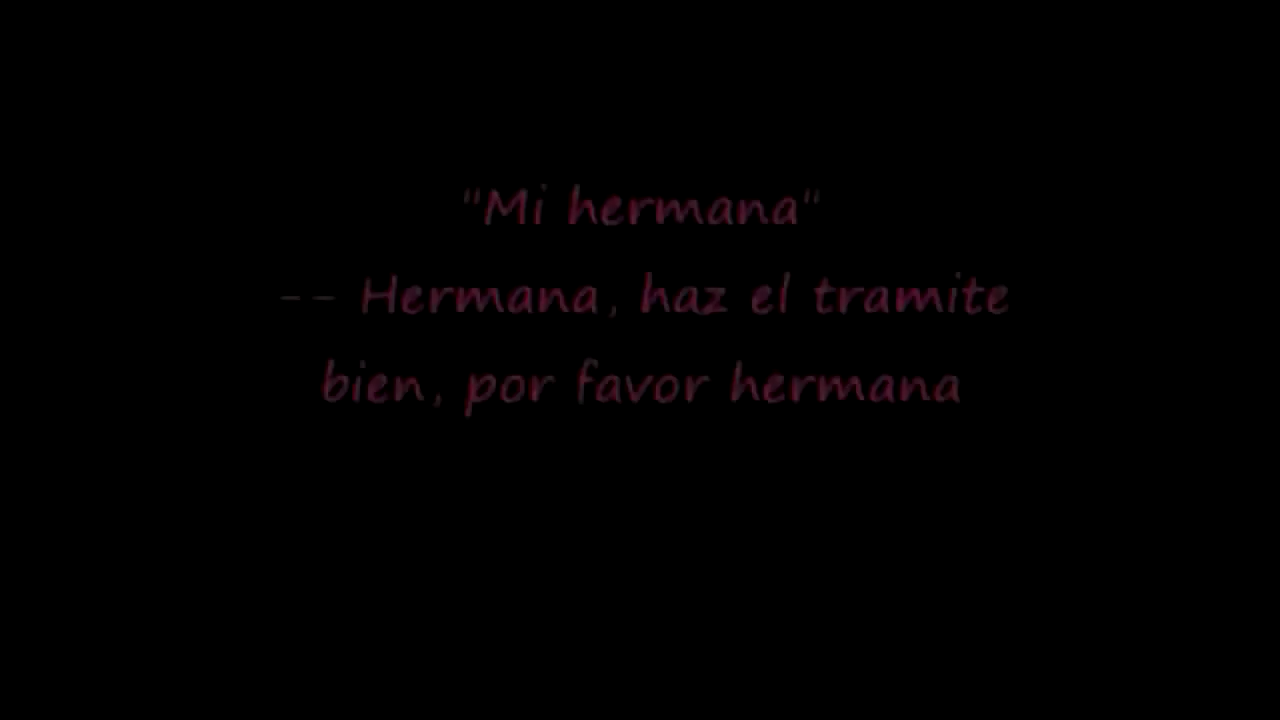 "Mi hermana"
-- Hermana, haz el tramite
bien, por favor hermana